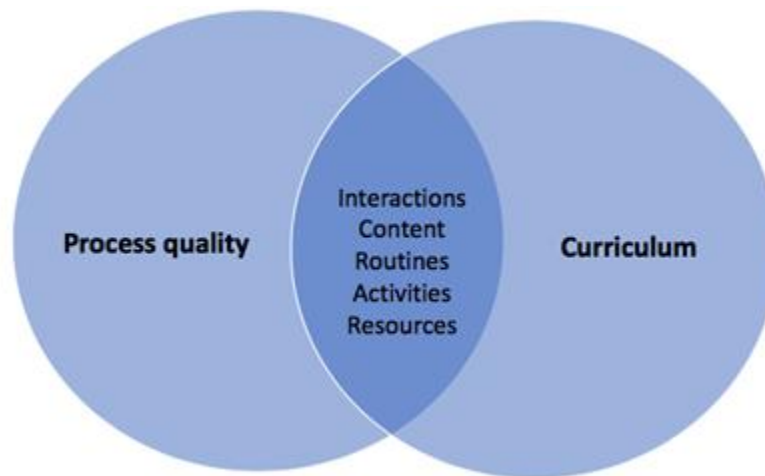 Process quality
Interactions
Content
Routines
Activities
Resources
Curriculum